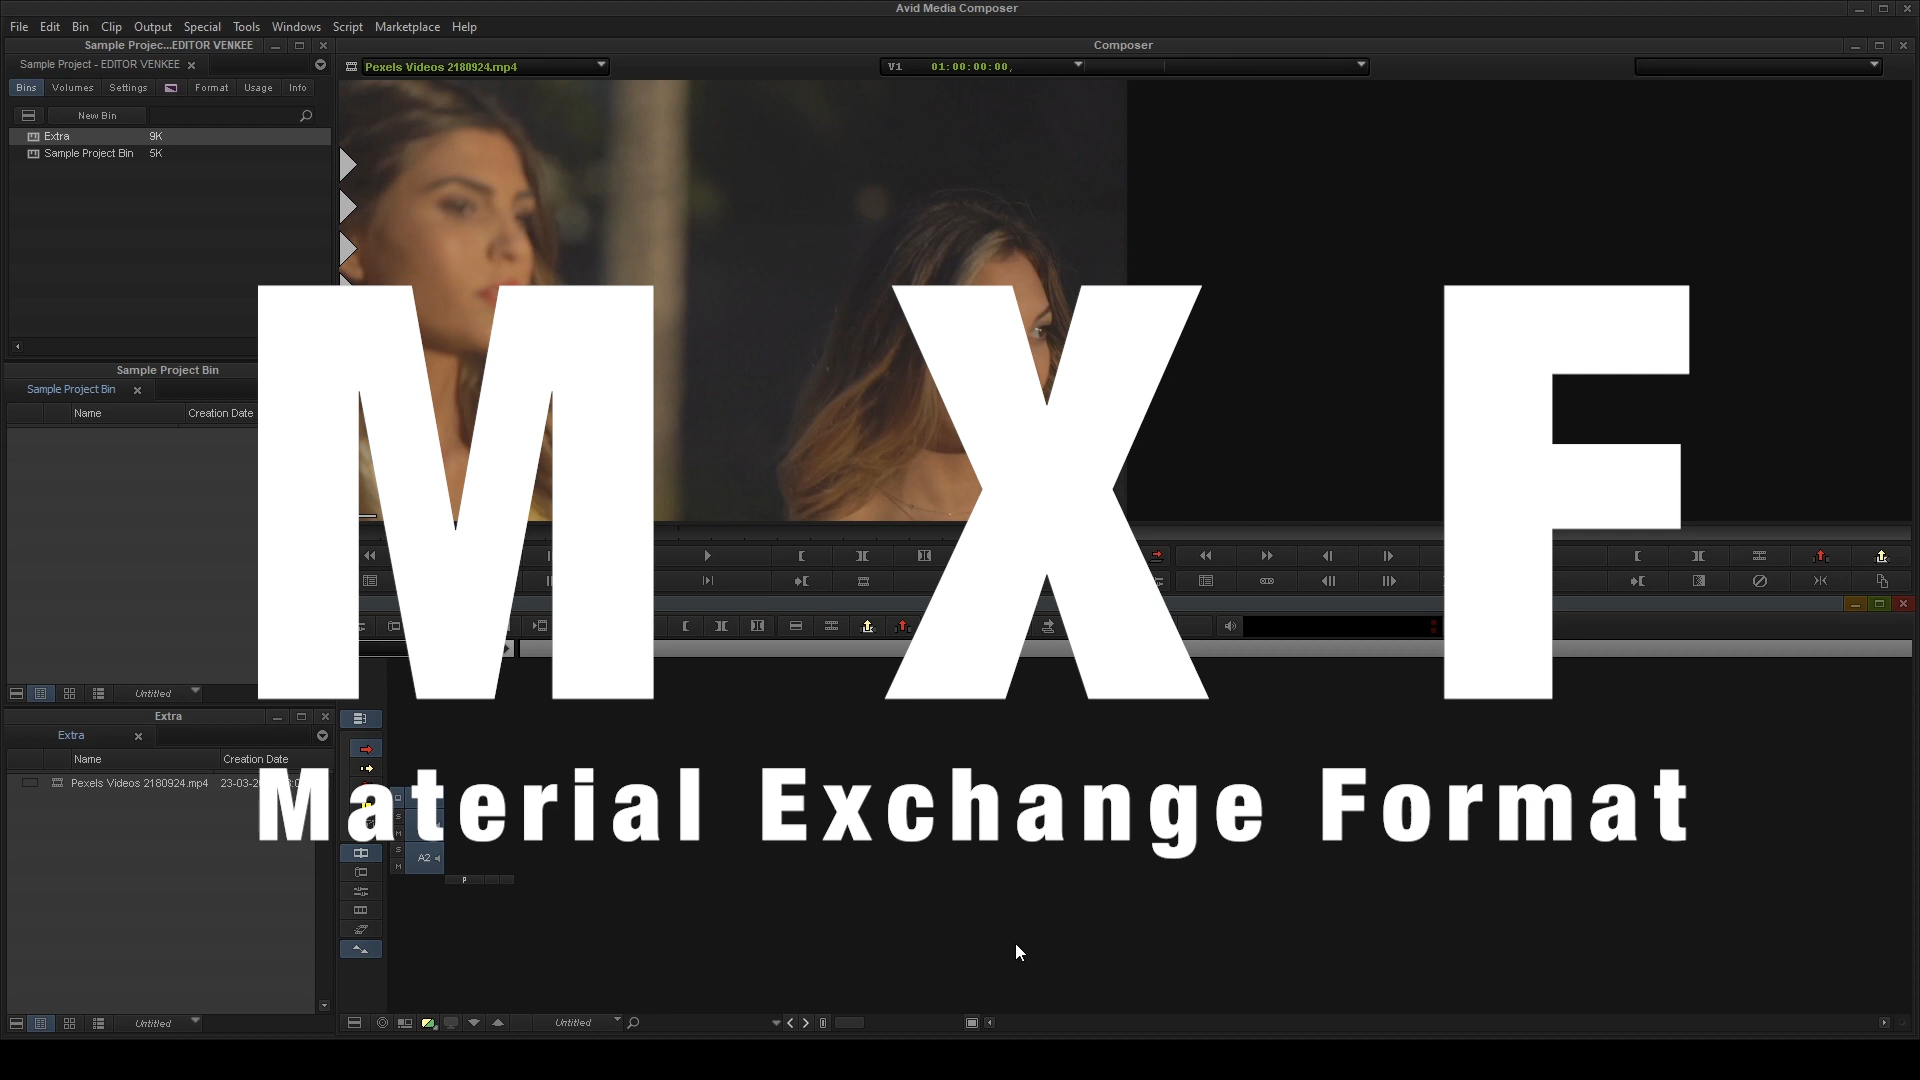 Avid Media Composer
File Edit Bin Clip Output Special Tools Windows Script Marketplace Help
Sample Projec...EDITOR VENKEE
Composer
Sample Project - EDITOR VENKEE
Pexels Videos 2180924.mp4
V1 01:00:00:00,
Bins Volumes Settings Format Usage Info
New Bin
Extra 9K
Sample Project Bin 5K
M X F
Sample Project Bin
Sample Project Bin
Name Creation Date
Untitled
Extra
Extra
Name Creation Date
Pexels Videos 2180924.mp4 23-03-2
Material Exchange Format
S
M
S
A2
M
P
Untitled
Untitled